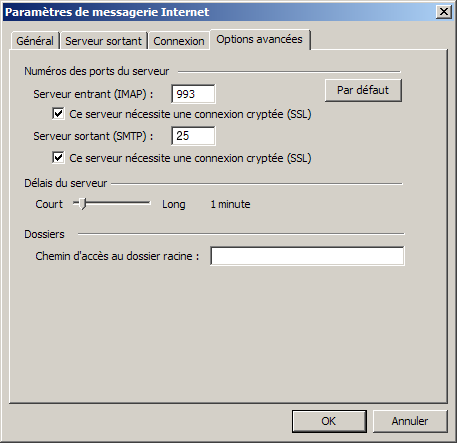 Paramètres de messagerie Internet
Général Serveur sortant Connexion Options avancées
Numéros des ports du serveur
Serveur entrant (IMAP) : 993 Par défaut
Ce serveur nécessite une connexion cryptée (SSL)
Serveur sortant (SMTP) : 25
Ce serveur nécessite une connexion cryptée (SSL)
Délais du serveur
Court Long 1 minute
Dossiers
Chemin d'accès au dossier racine :
OK Annuler